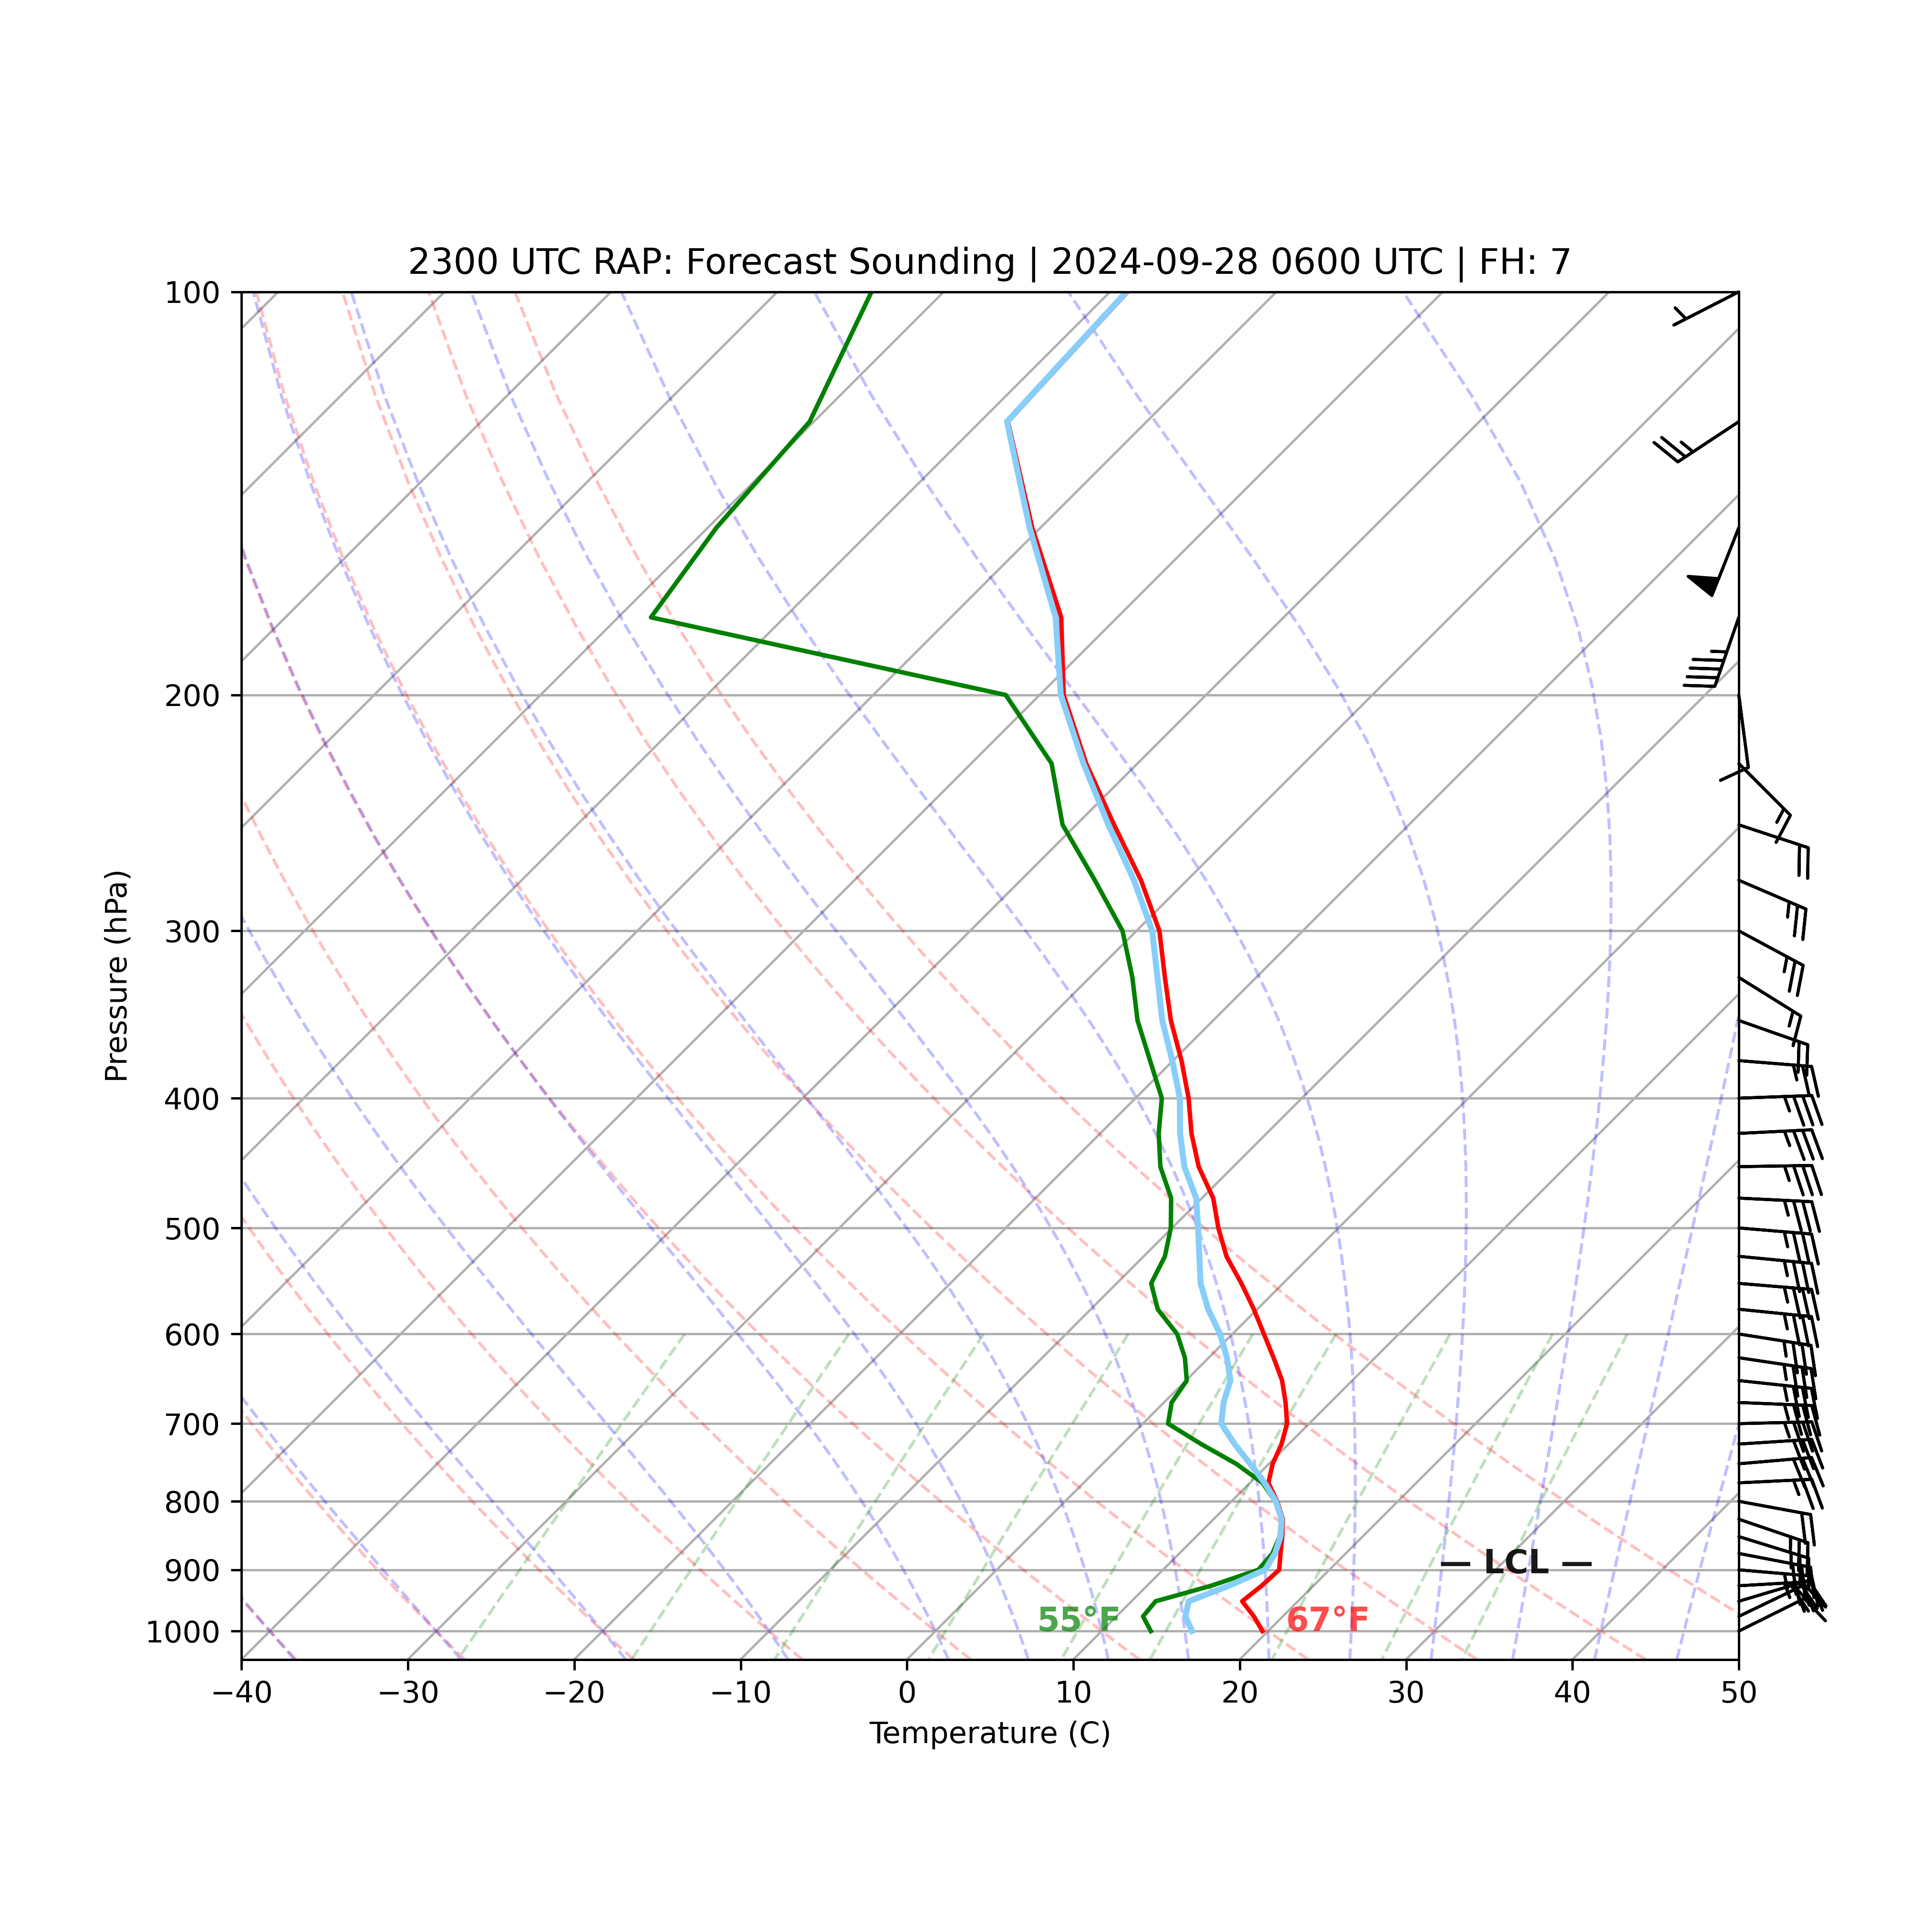 2300 UTC RAP: Forecast Sounding | 2024-09-28 0600 UTC | FH: 7
100
200
300
400
500
600
700
800
900
1000
Pressure (hPa)
— LCL —
55°F
67°F
−40 −30 −20 −10 0 10 20 30 40 50
Temperature (C)